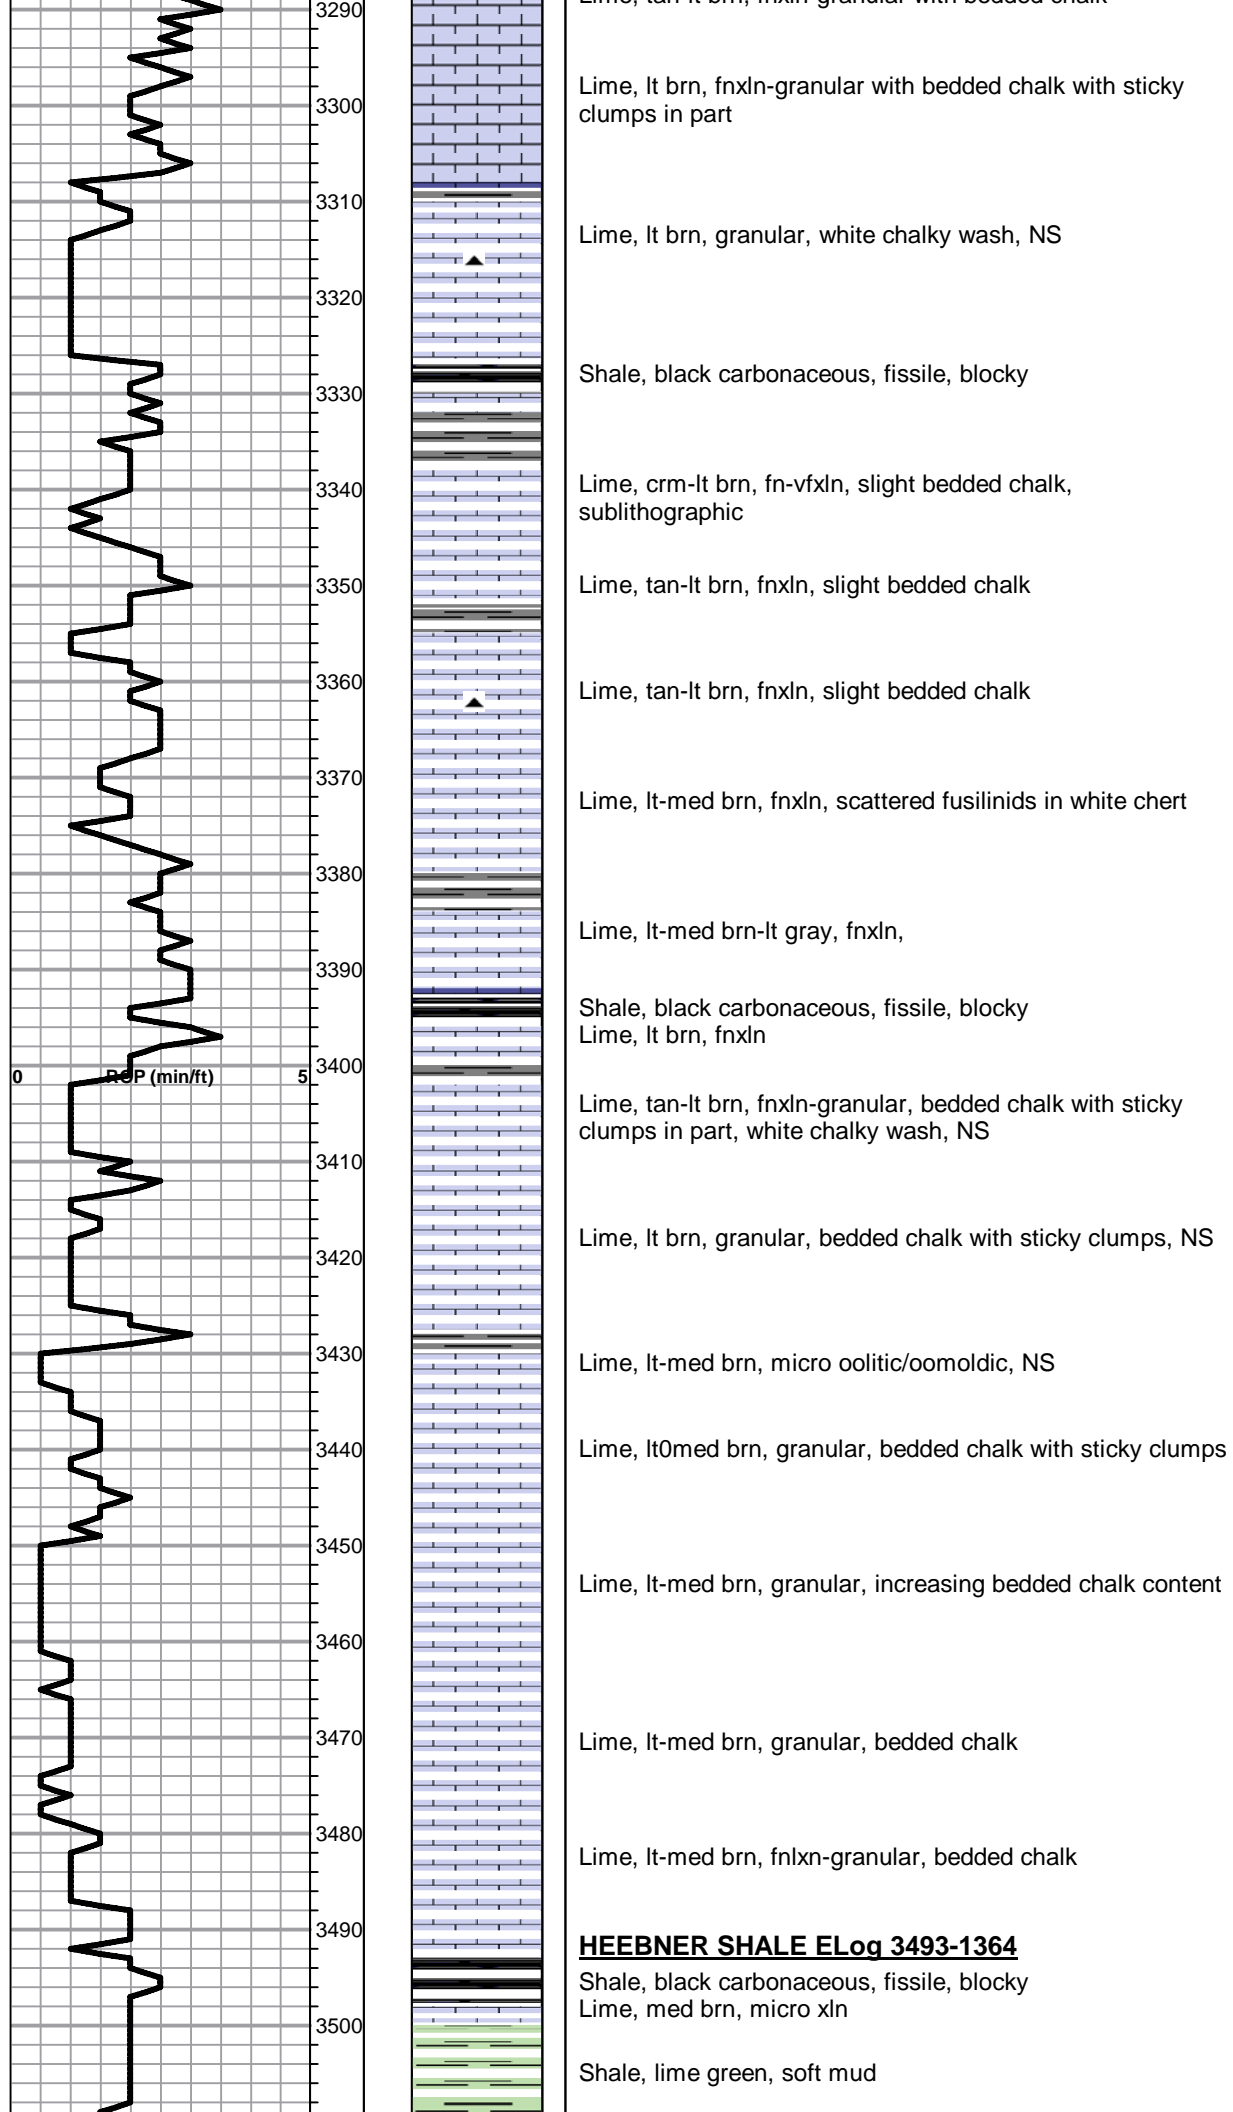 3290
Lime, tan-lt brn, fnxln-granular with bedded chalk
Lime, lt brn, fnxln-granular with bedded chalk with sticky
clumps in part
3300
3310
Lime, lt brn, granular, white chalky wash, NS
3320
Shale, black carbonaceous, fissile, blocky
3330
3340
Lime, crm-lt brn, fn-vfxln, slight bedded chalk,
sublithographic
3350
Lime, tan-lt brn, fnxln, slight bedded chalk
3360
Lime, tan-lt brn, fnxln, slight bedded chalk
3370
Lime, lt-med brn, fnxln, scattered fusilinids in white chert
3380
Lime, lt-med brn-lt gray, fnxln,
3390
Shale, black carbonaceous, fissile, blocky
Lime, lt brn, fnxln
3400
0 ROP (min/ft) 5
Lime, tan-lt brn, fnxln-granular, bedded chalk with sticky
clumps in part, white chalky wash, NS
3410
Lime, lt brn, granular, bedded chalk with sticky clumps, NS
3420
3430
Lime, lt-med brn, micro oolitic/oomoldic, NS
3440
Lime, lt0med brn, granular, bedded chalk with sticky clumps
3450
Lime, lt-med brn, granular, increasing bedded chalk content
3460
3470
Lime, lt-med brn, granular, bedded chalk
3480
Lime, lt-med brn, fnlxn-granular, bedded chalk
3490
HEEBNER SHALE ELog 3493-1364
Shale, black carbonaceous, fissile, blocky
Lime, med brn, micro xln
3500
Shale, lime green, soft mud